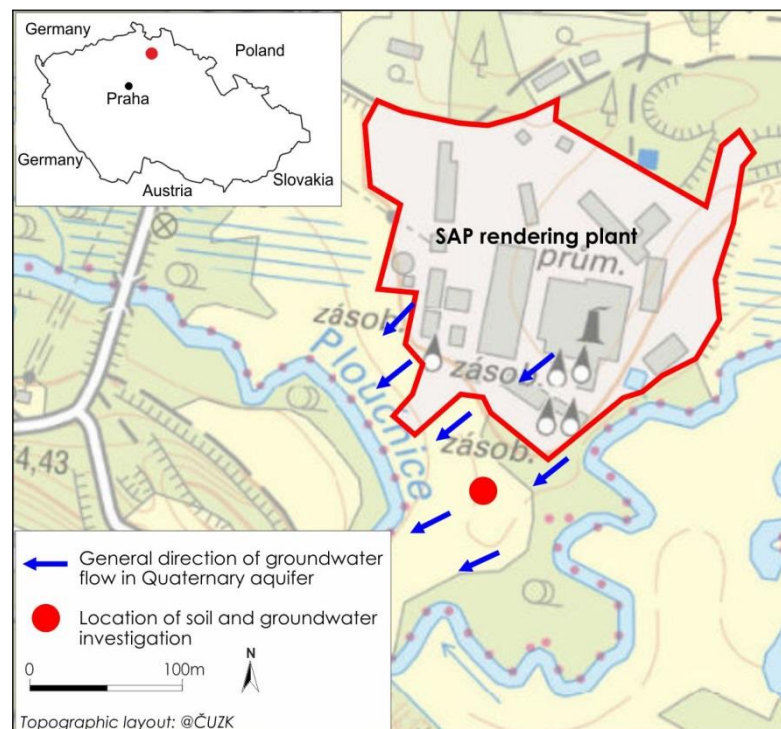 Germany
Poland
Praha
Germany
Austria
Slovakia
SAP rendering plant
prům.
zásob.
zásob.
zásob.
Ploučnice
4,43
2
General direction of groundwater
flow in Quaternary aquifer
Location of soil and groundwater
investigation
0
100m
N
Topographic layout: @ČUZK